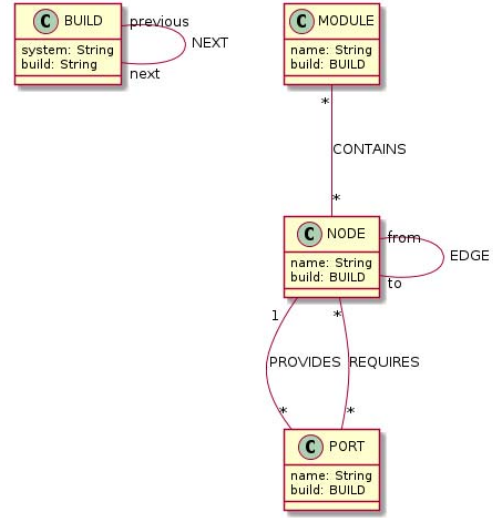 C BUILD
system: String
build: String
previous
NEXT
next
C MODULE
name: String
build: BUILD
*
CONTAINS
*
C NODE
name: String
build: BUILD
from
EDGE
to
1
*
PROVIDES
REQUIRES
*
*
C PORT
name: String
build: BUILD